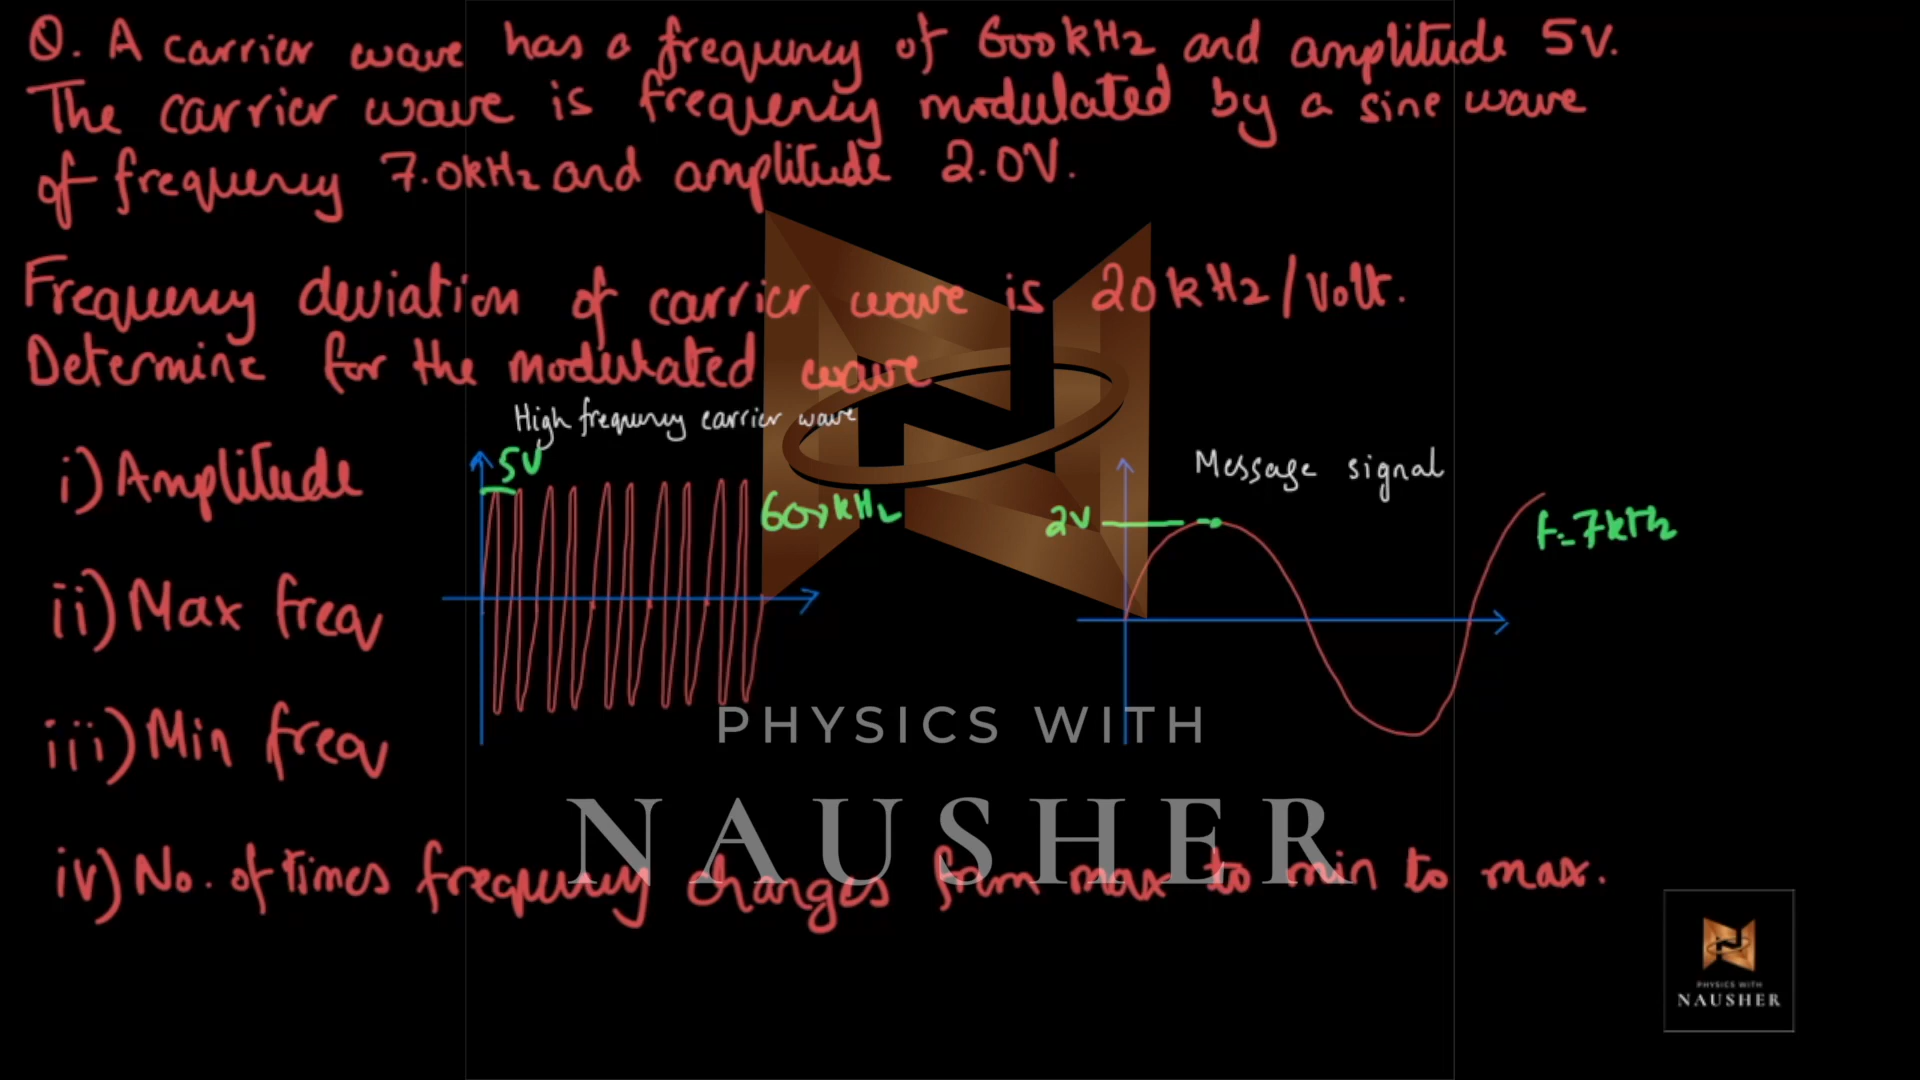 Q. A carrier wave has a frequency of 600kHz and amplitude 5V.
The carrier wave is frequency modulated by a sine wave
of frequency 7.0kHz and amplitude 2.0V.
Frequency deviation of carrier wave is 20kHz/Volt.
Determine for the modulated wave
High frequency carrier wave
5V
600kHz
Message signal
2V
f=7kHz
i) Amplitude
ii) Max freq
iii) Min freq
PHYSICS WITH
NAUSHER
iv) No. of times frequency changes form max to min to max.
PHYSICS WITH
NAUSHER